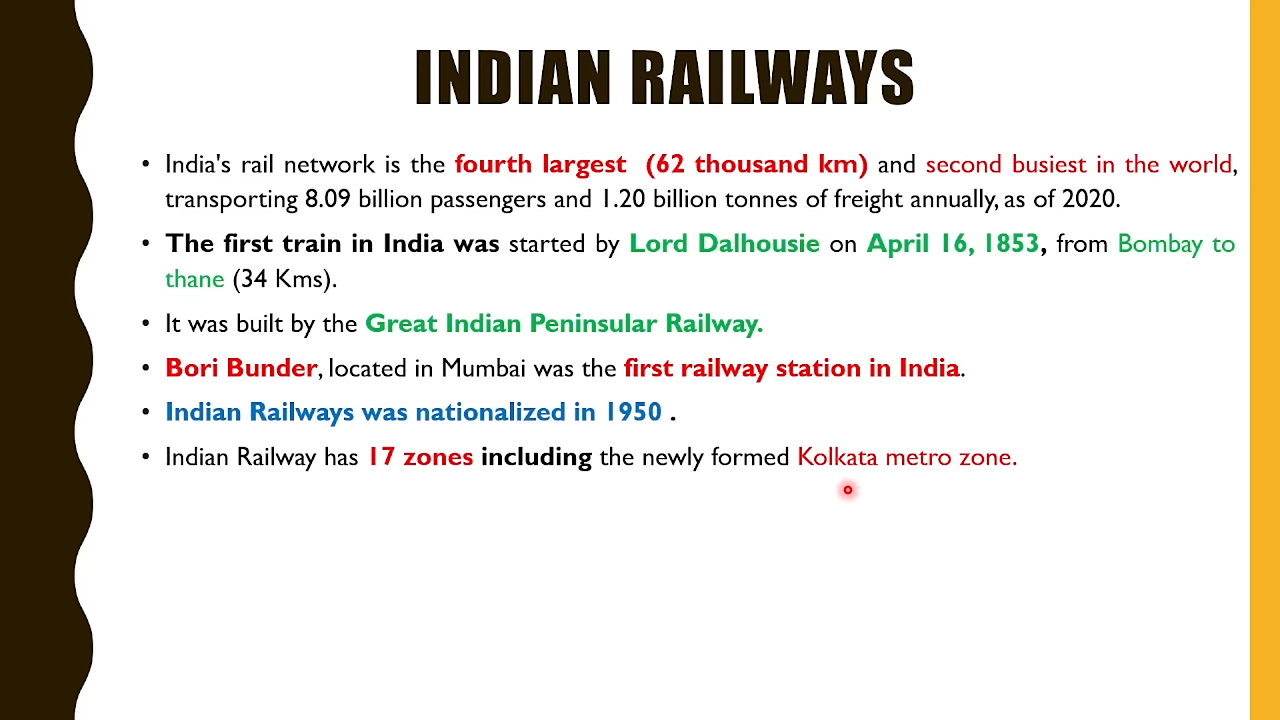 INDIAN RAILWAYS
• India's rail network is the fourth largest (62 thousand km) and second busiest in the world,
transporting 8.09 billion passengers and 1.20 billion tonnes of freight annually, as of 2020.
• The first train in India was started by Lord Dalhousie on April 16, 1853, from Bombay to
thane (34 Kms).
• It was built by the Great Indian Peninsular Railway.
• Bori Bunder, located in Mumbai was the first railway station in India.
• Indian Railways was nationalized in 1950 .
• Indian Railway has 17 zones including the newly formed Kolkata metro zone.